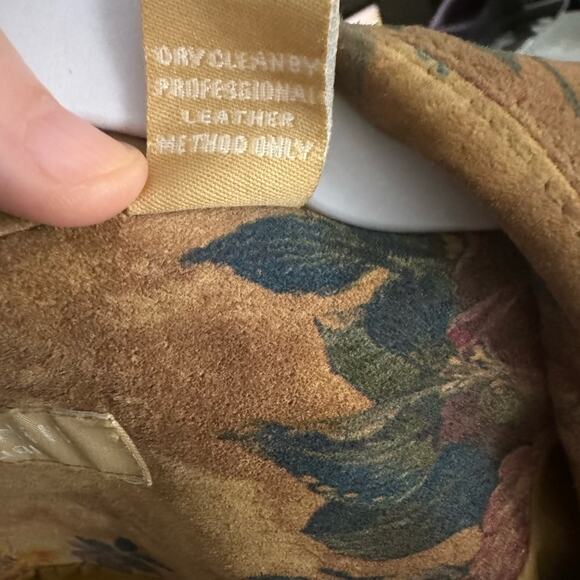 DRY CLEAN BY
PROFESSIONAL
LEATHER
METHOD ONLY